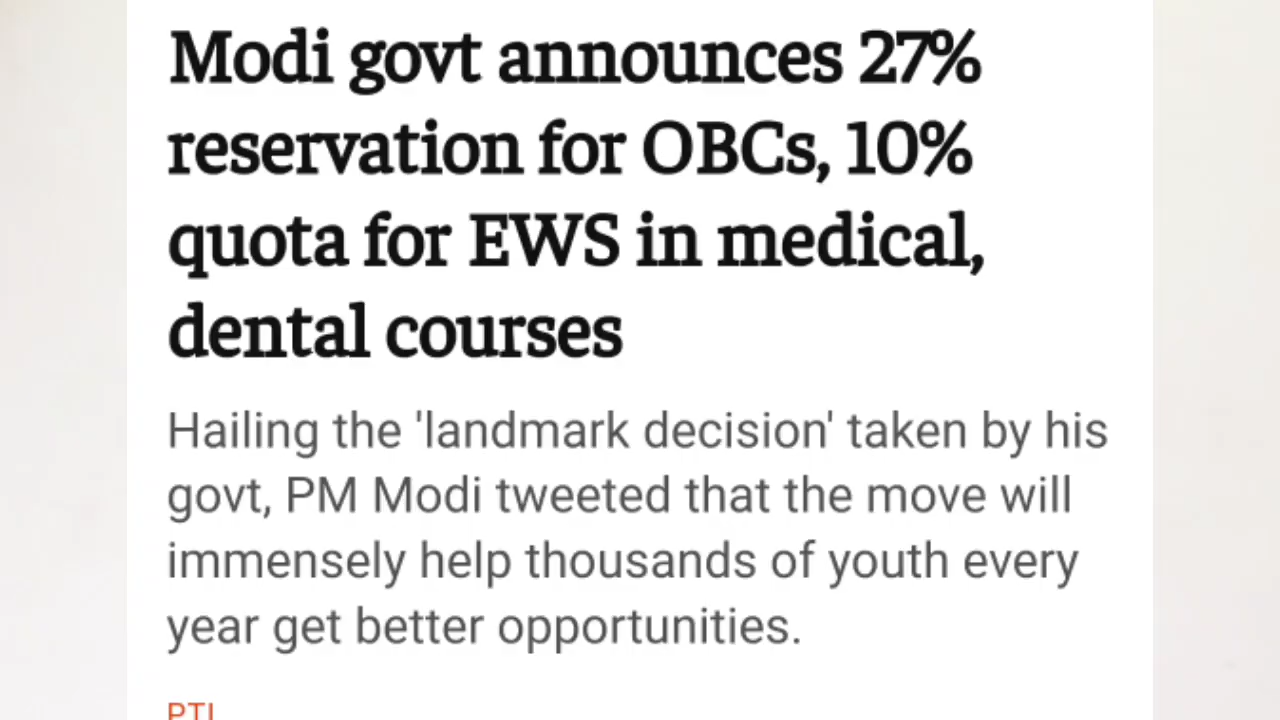 Modi govt announces 27%
reservation for OBCs, 10%
quota for EWS in medical,
dental courses
Hailing the 'landmark decision' taken by his
govt, PM Modi tweeted that the move will
immensely help thousands of youth every
year get better opportunities.
PTI